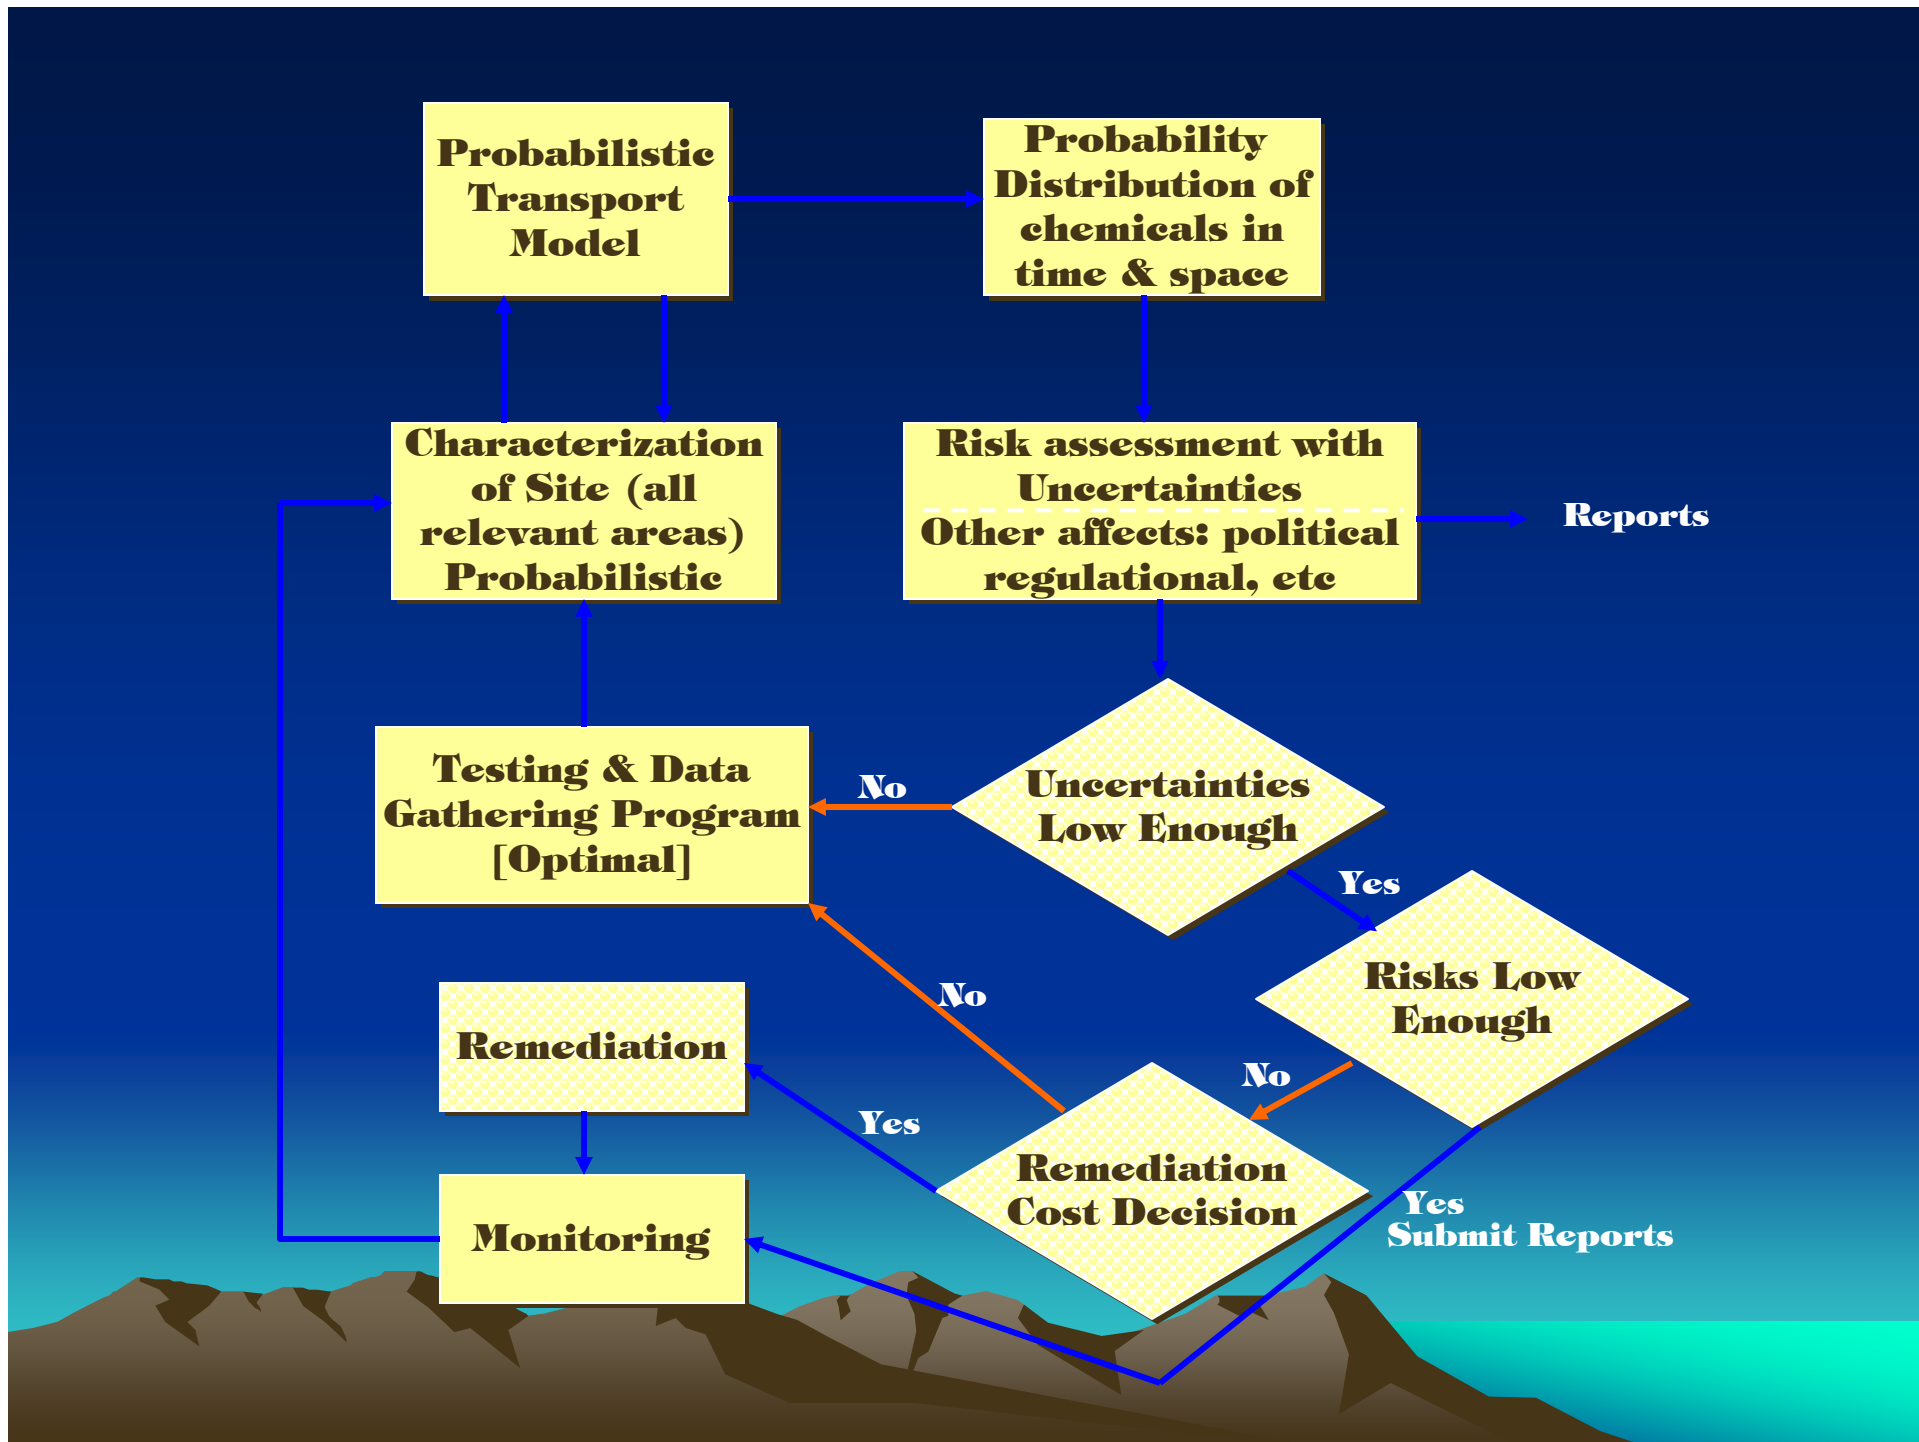 Probabilistic
Transport
Model
Probability
Distribution of
chemicals in
time & space
Characterization
of Site (all
relevant areas)
Probabilistic
Risk assessment with
Uncertainties
Other affects: political
regulational, etc
Reports
Testing & Data
Gathering Program
[Optimal]
No
Uncertainties
Low Enough
Yes
Risks Low
Enough
No
No
Remediation
Yes
Remediation
Cost Decision
Yes
Submit Reports
Monitoring